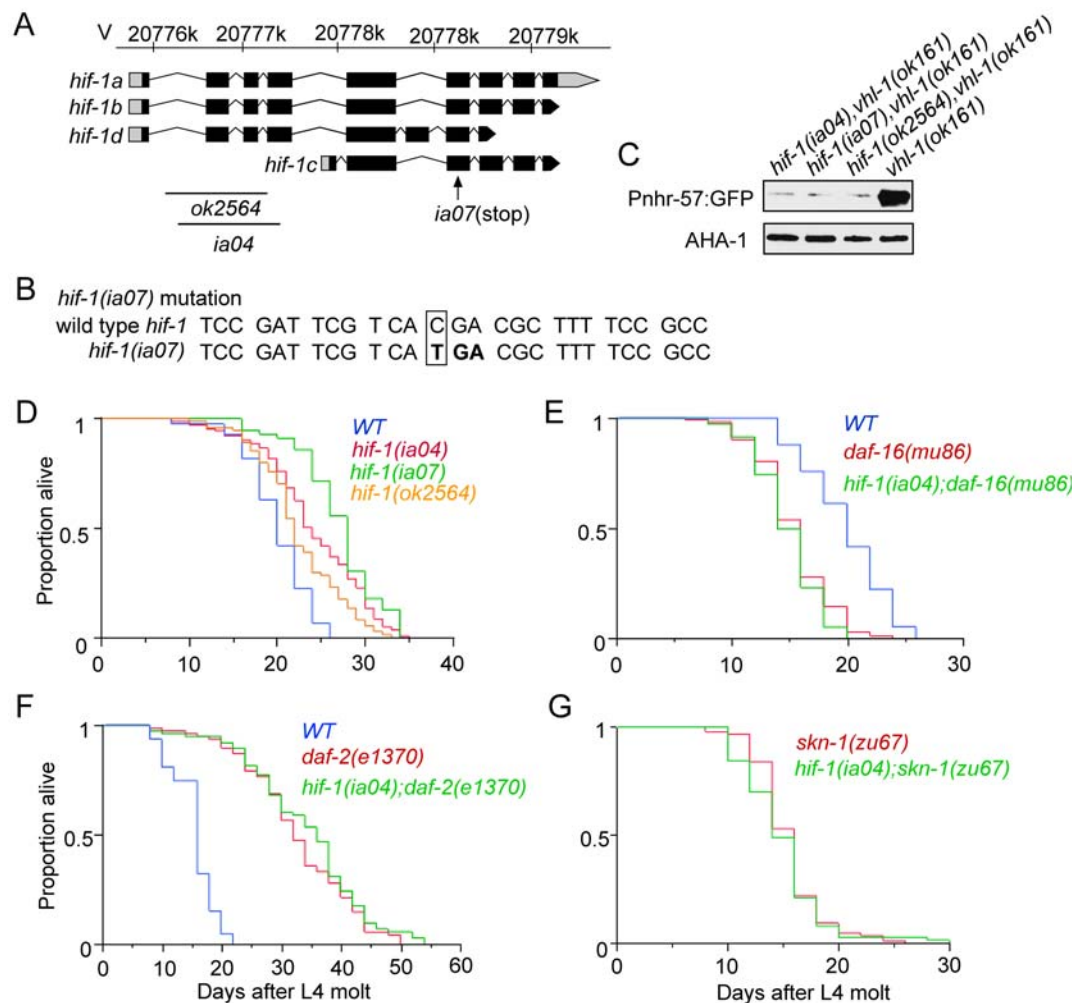 A
V 20776k 20777k 20778k 20778k 20779k
hif-1a
hif-1b
hif-1d
hif-1c
ok2564
ia04
ia07(stop)
C
hif-1(ia04), vhl-1(ok161)
hif-1(ia07), vhl-1(ok161)
hif-1(ok2564), vhl-1(ok161)
vhl-1(ok161)
Pnhr-57:GFP
AHA-1
B
hif-1(ia07) mutation
wild type hif-1 TCC GAT TCG T CA C GA CGC TTT TCC GCC
hif-1(ia07) TCC GAT TCG T CA T GA CGC TTT TCC GCC
D
WT
hif-1(ia04)
hif-1(ia07)
hif-1(ok2564)
Proportion alive
1
0.5
0
0 10 20 30 40
E
WT
daf-16(mu86)
hif-1(ia04);daf-16(mu86)
1
0.5
0
0 10 20 30
F
WT
daf-2(e1370)
hif-1(ia04);daf-2(e1370)
Proportion alive
1
0.5
0
0 10 20 30 40 50 60
Days after L4 molt
G
skn-1(zu67)
hif-1(ia04);skn-1(zu67)
1
0.5
0
0 10 20 30
Days after L4 molt